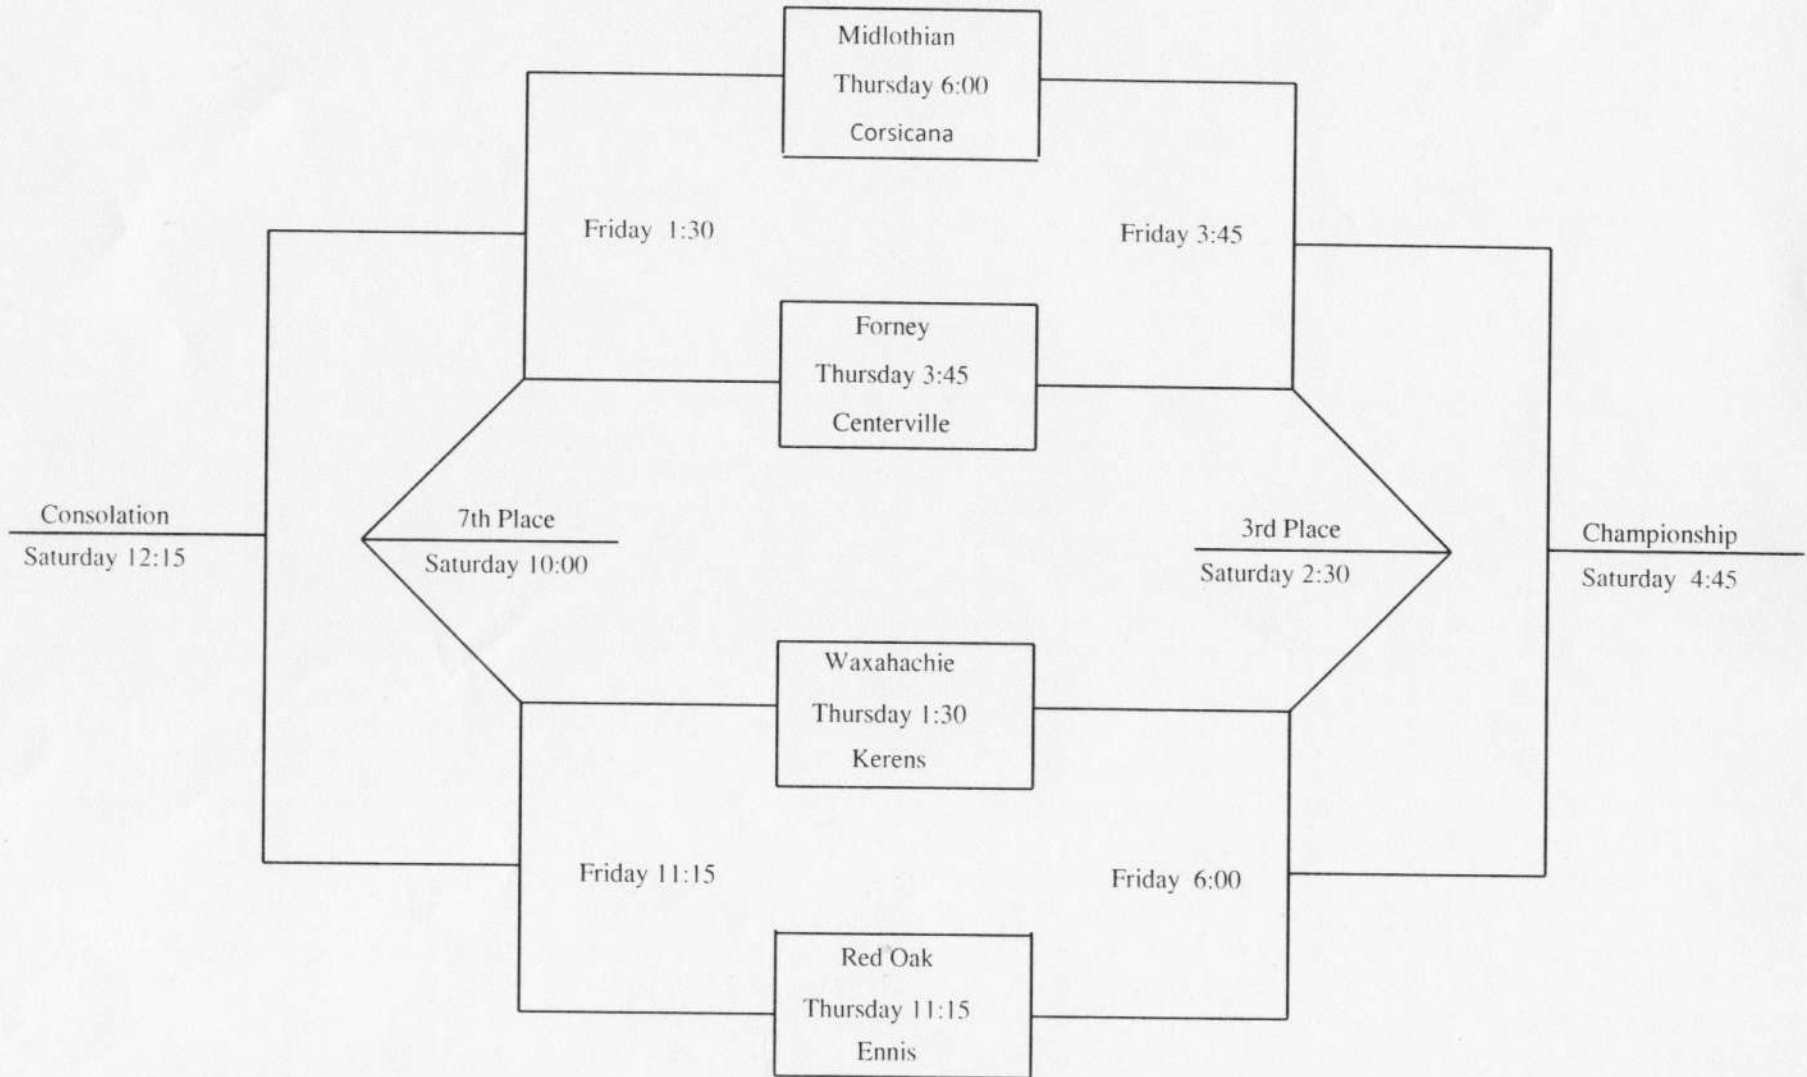 Midlothian
Thursday 6:00
Corsicana
Friday 1:30
Friday 3:45
Forney
Thursday 3:45
Centerville
Consolation
Saturday 12:15
7th Place
Saturday 10:00
3rd Place
Saturday 2:30
Championship
Saturday 4:45
Waxahachie
Thursday 1:30
Kerens
Friday 11:15
Friday 6:00
Red Oak
Thursday 11:15
Ennis